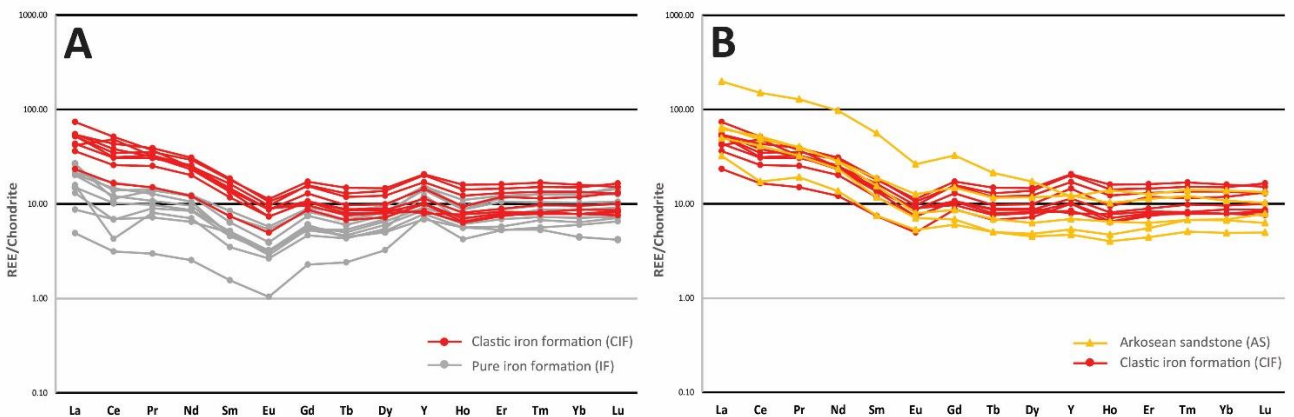 A
REE/Chondrite
1000.00
100.00
10.00
1.00
0.10
Clastic iron formation (CIF)
Pure iron formation (IF)
La Ce Pr Nd Sm Eu Gd Tb Dy Y Ho Er Tm Yb Lu
B
REE/Chondrite
1000.00
100.00
10.00
1.00
0.10
Arkosean sandstone (AS)
Clastic iron formation (CIF)
La Ce Pr Nd Sm Eu Gd Tb Dy Y Ho Er Tm Yb Lu